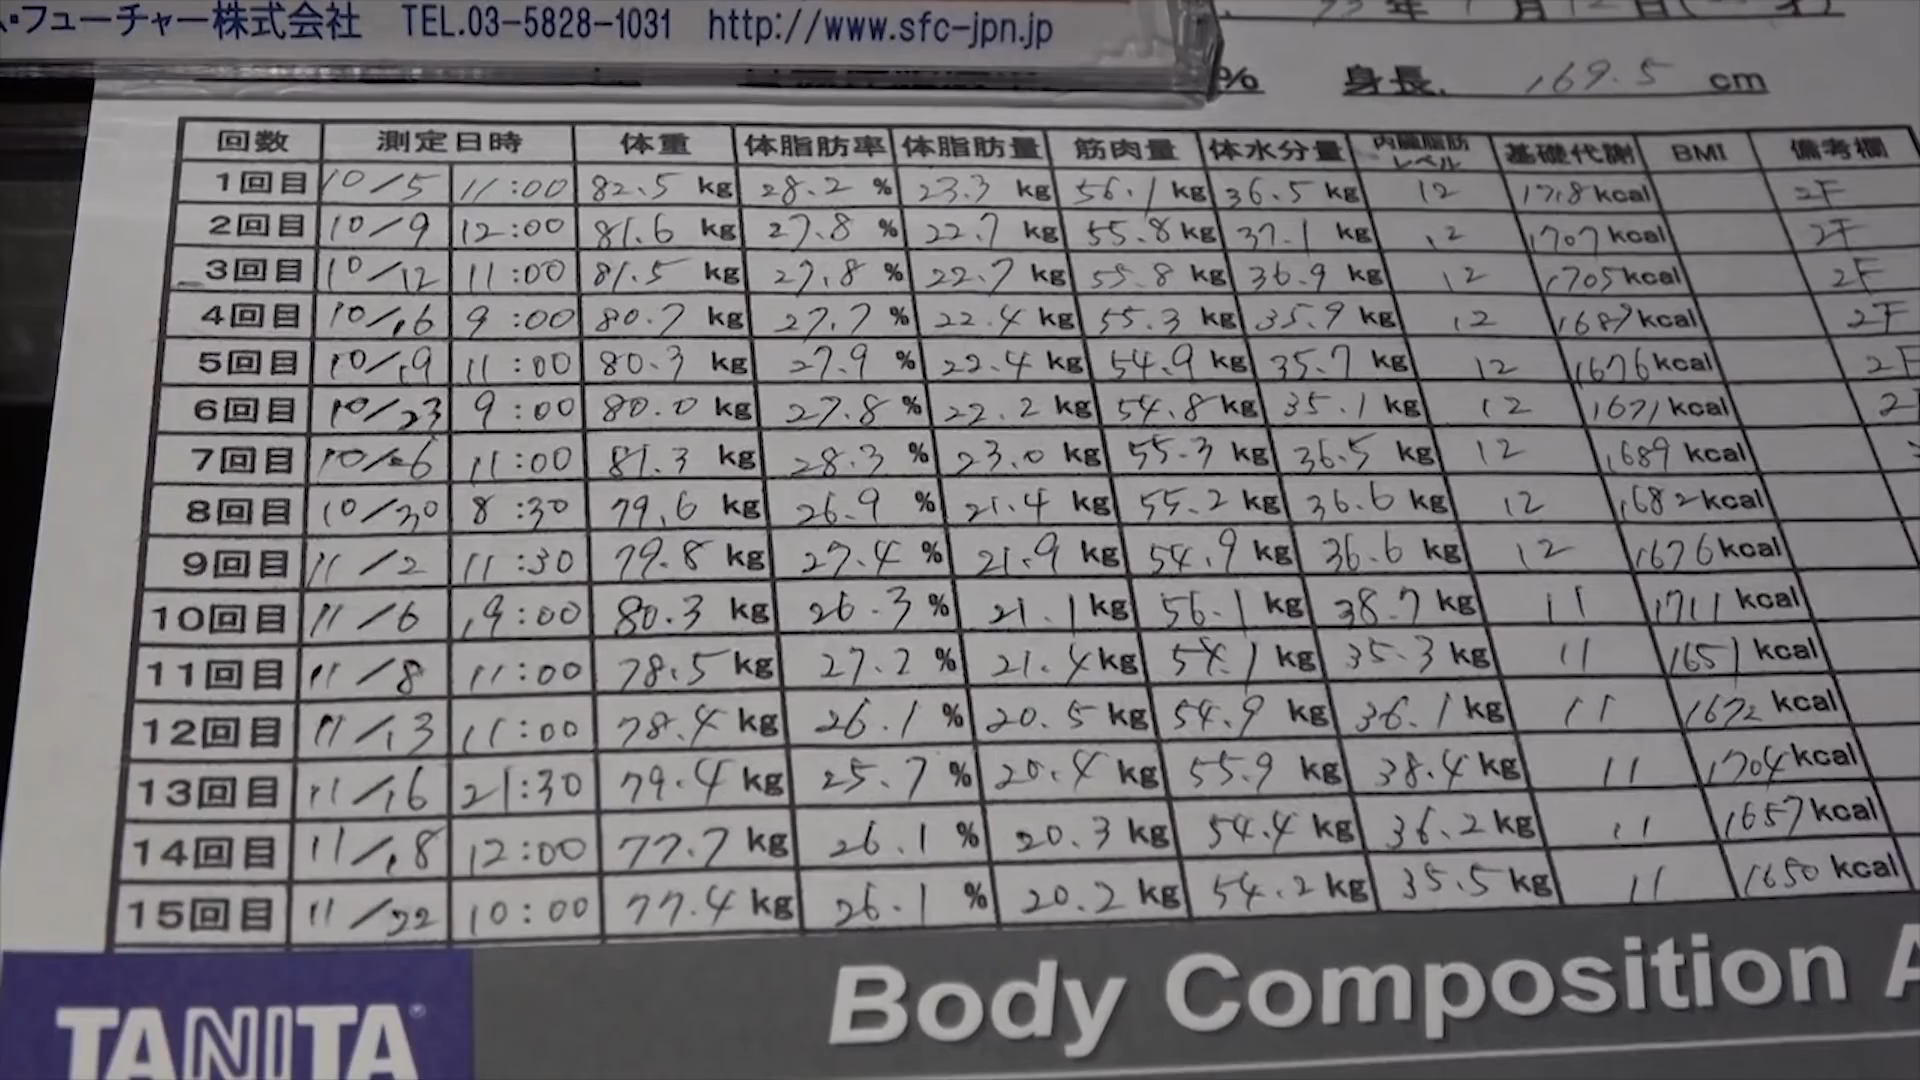 ム・フューチャー株式会社 TEL.03-5828-1031 http://www.sfc-jpn.jp
% 身長. 169.5 cm
回数 測定日時 体重 体脂肪率 体脂肪量 筋肉量 体水分量 内臓脂肪レベル 基礎代謝 BMI 備考欄
1回目 10/5 11:00 82.5 kg 28.2 % 23.3 kg 56.1 kg 36.5 kg 12 1718 kcal 2F
2回目 10/9 12:00 81.6 kg 27.8 % 22.7 kg 55.8 kg 37.1 kg 12 1707 kcal 2F
3回目 10/12 11:00 81.5 kg 27.8 % 22.7 kg 55.8 kg 36.9 kg 12 1705 kcal 2F
4回目 10/16 9:00 80.7 kg 27.7 % 22.4 kg 55.3 kg 35.9 kg 12 1687 kcal 2F
5回目 10/19 11:00 80.3 kg 27.9 % 22.4 kg 54.9 kg 35.7 kg 12 1676 kcal 2F
6回目 10/23 9:00 80.0 kg 27.8 % 22.2 kg 54.8 kg 35.1 kg 12 1671 kcal 2
7回目 10/26 11:00 81.3 kg 28.3 % 23.0 kg 55.3 kg 36.5 kg 12 1689 kcal
8回目 10/30 8:30 79.6 kg 26.9 % 21.4 kg 55.2 kg 36.6 kg 12 1682 kcal
9回目 11/2 11:30 79.8 kg 27.4 % 21.9 kg 54.9 kg 36.6 kg 12 1676 kcal
10回目 11/6 19:00 80.3 kg 26.3 % 21.1 kg 56.1 kg 38.7 kg 11 1711 kcal
11回目 11/8 11:00 78.5 kg 27.2 % 21.4 kg 54.1 kg 35.3 kg 11 1651 kcal
12回目 11/13 11:00 78.4 kg 26.1 % 20.5 kg 54.9 kg 36.1 kg 11 1672 kcal
13回目 11/16 21:30 79.4 kg 25.7 % 20.4 kg 55.9 kg 38.4 kg 11 1704 kcal
14回目 11/18 12:00 77.7 kg 26.1 % 20.3 kg 54.4 kg 36.2 kg 11 1657 kcal
15回目 11/22 10:00 77.4 kg 26.1 % 20.2 kg 54.2 kg 35.5 kg 11 1650 kcal
TANITA® Body Composition A